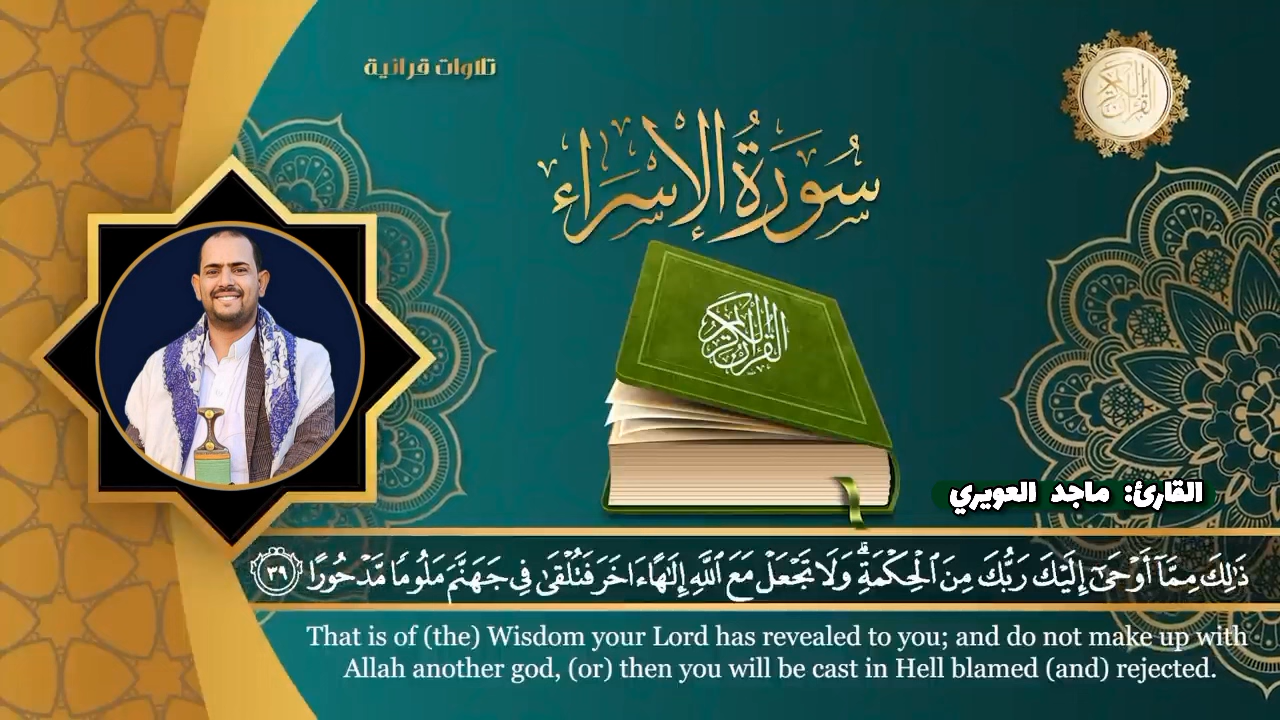 تلاوات قرانية
القرآن الكريم
سُورَةُ الإِسْرَاء
القرآن الكريم
القارئ: ماجد العويري
ذَٰلِكَ مِمَّآ أَوْحَىٰٓ إِلَيْكَ رَبُّكَ مِنَ ٱلْحِكْمَةِ ۗ وَلَا تَجْعَلْ مَعَ ٱللَّهِ إِلَٰهًا ءَاخَرَ فَتُلْقَىٰ فِى جَهَنَّمَ مَلُومًا مَّدْحُورًا ٣٩
That is of (the) Wisdom your Lord has revealed to you; and do not make up with
Allah another god, (or) then you will be cast in Hell blamed (and) rejected.